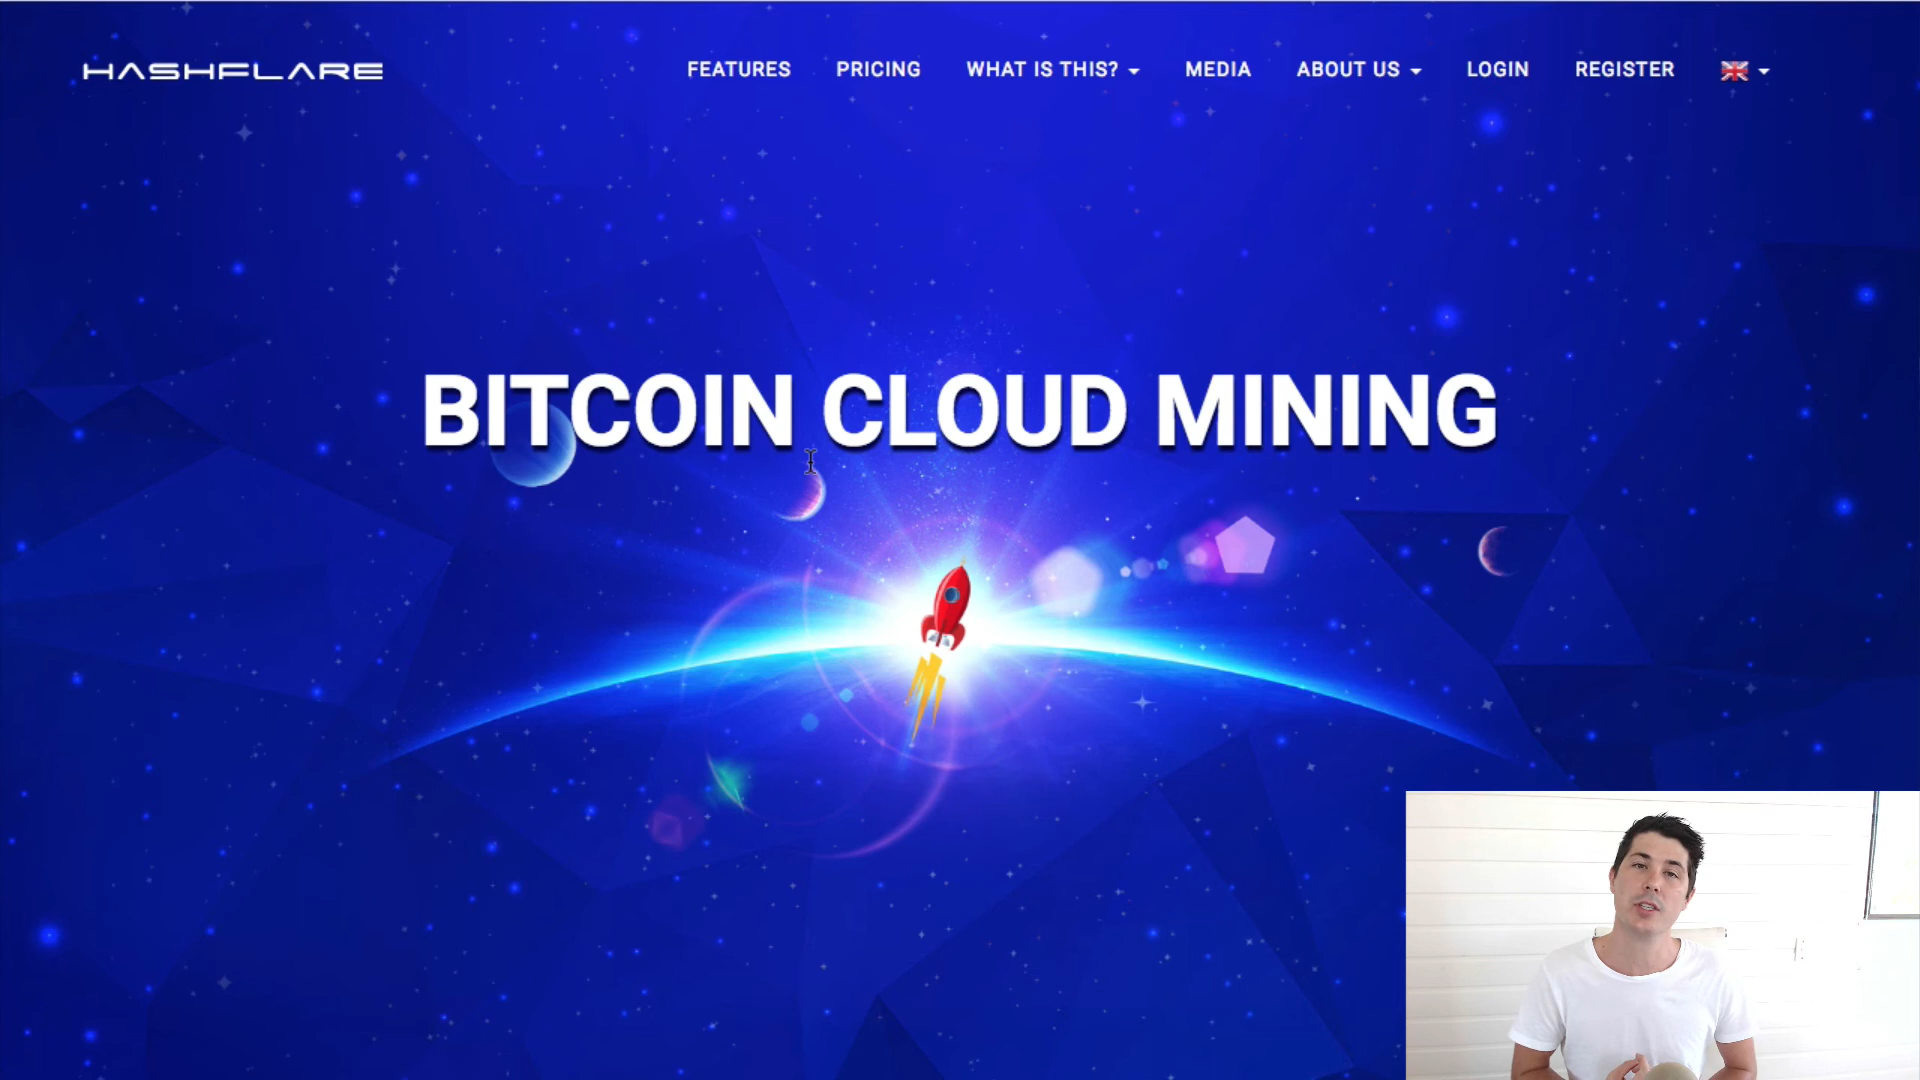 HASHFLARE
FEATURES PRICING WHAT IS THIS? MEDIA ABOUT US LOGIN REGISTER
BITCOIN CLOUD MINING